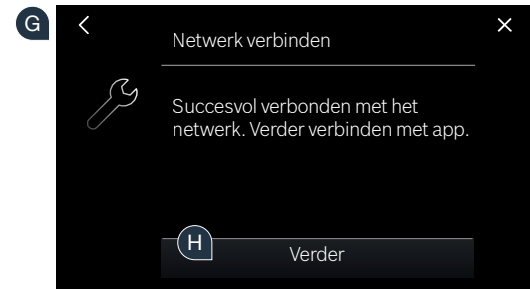 G
Netwerk verbinden
Succesvol verbonden met het
netwerk. Verder verbinden met app.
H
Verder